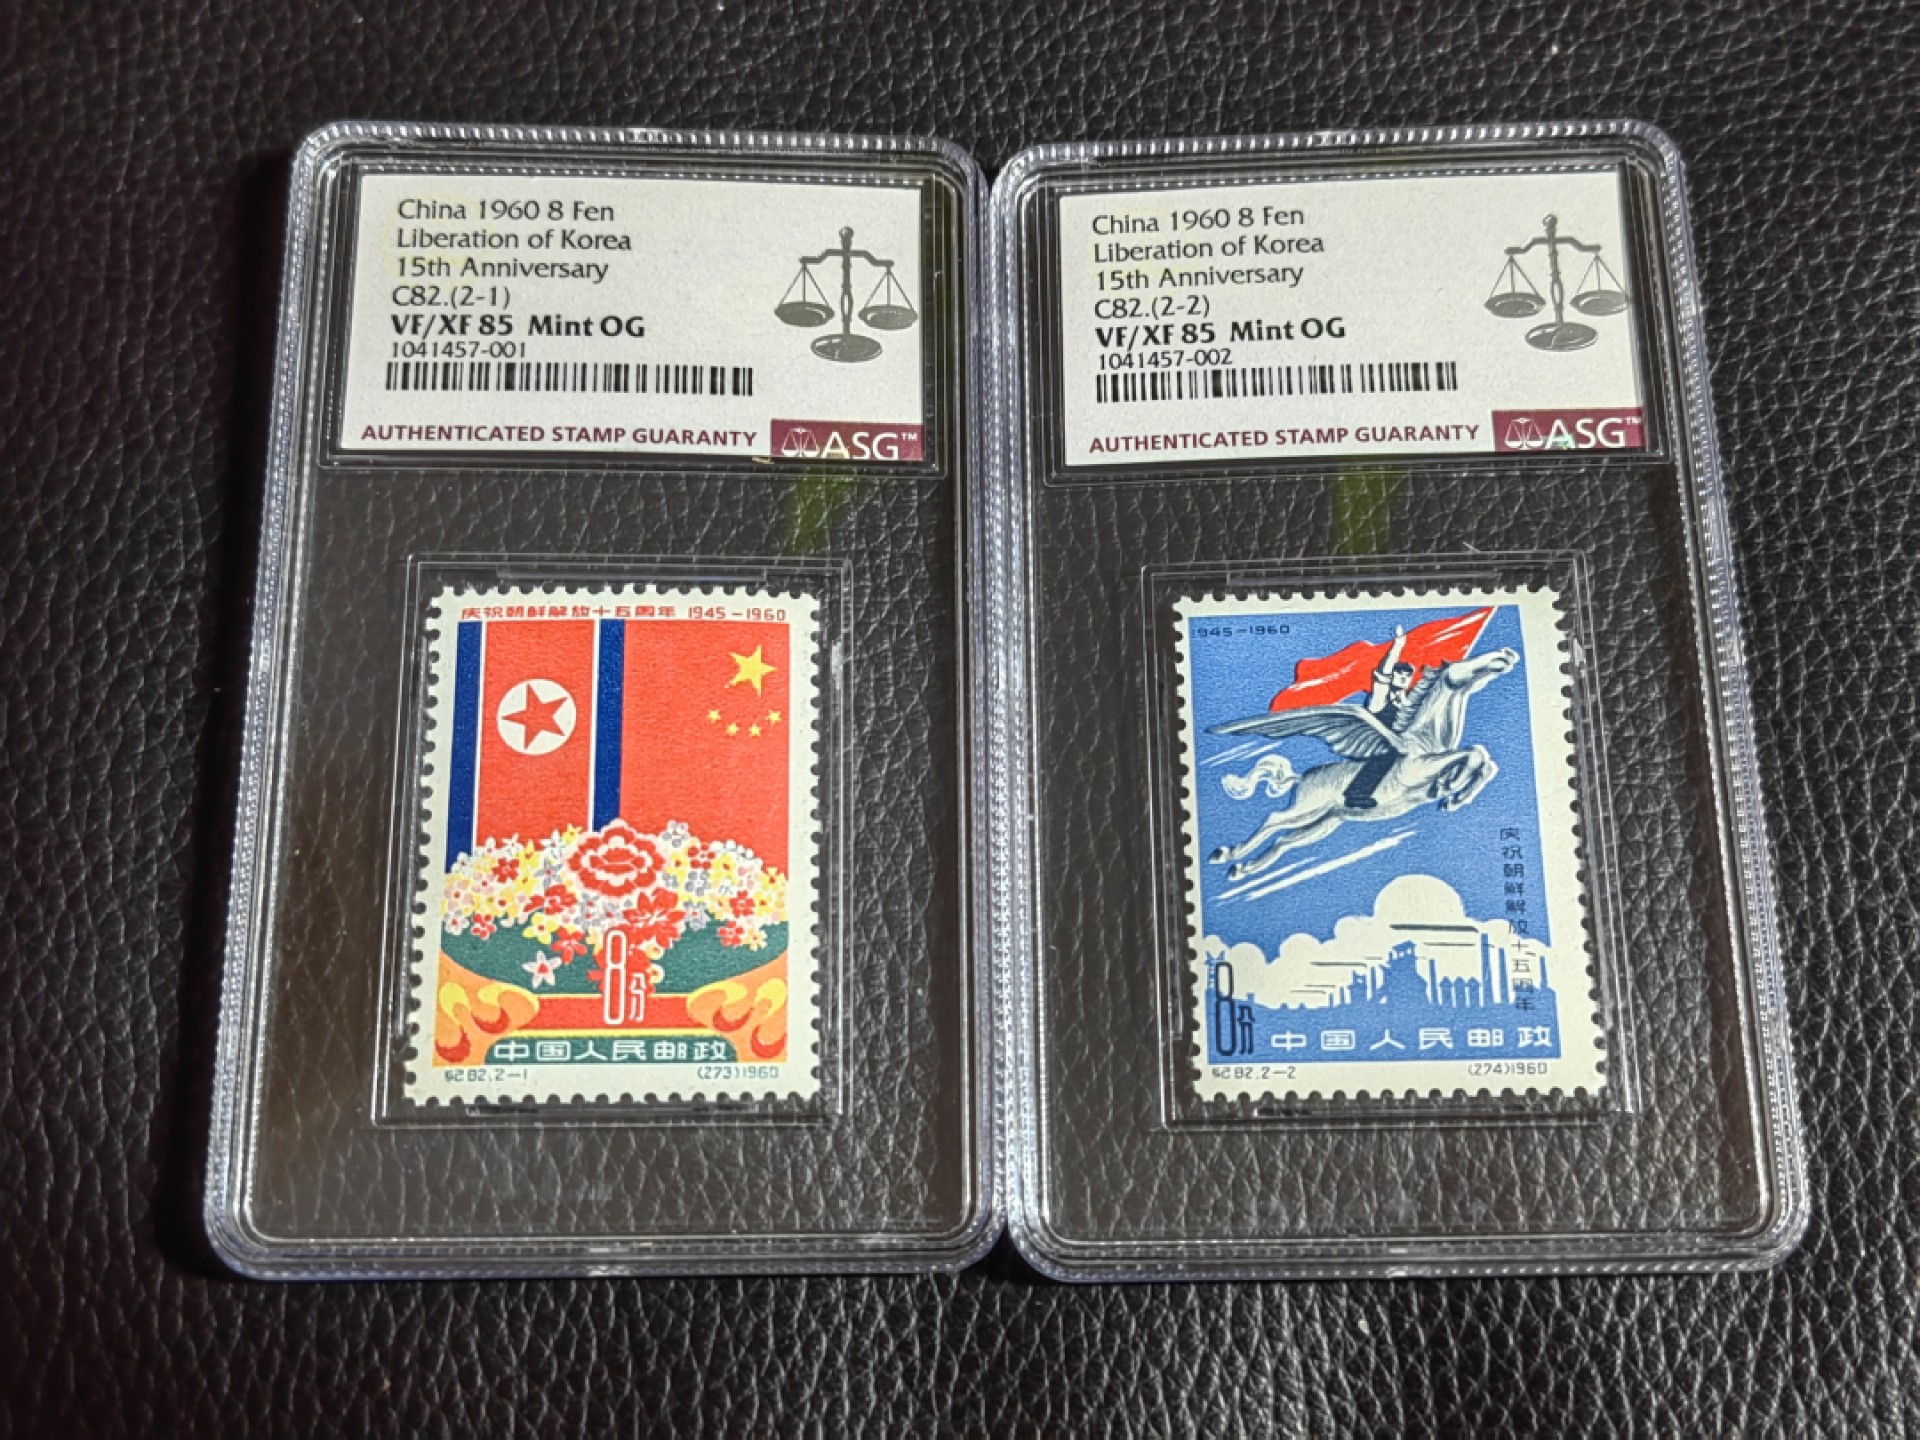 China 1960 8 Fen
Liberation of Korea
15th Anniversary
C82.(2-1)
VF/XF 85 Mint OG
1041457-001
AUTHENTICATED STAMP GUARANTY
ASG™
庆祝朝鲜解放十五周年 1945-1960
8分
中国人民邮政
纪82.2-1
(273)1960
China 1960 8 Fen
Liberation of Korea
15th Anniversary
C82.(2-2)
VF/XF 85 Mint OG
1041457-002
AUTHENTICATED STAMP GUARANTY
ASG™
1945-1960
庆祝朝鲜解放十五周年
8分
中国人民邮政
纪82.2-2
(274)1960